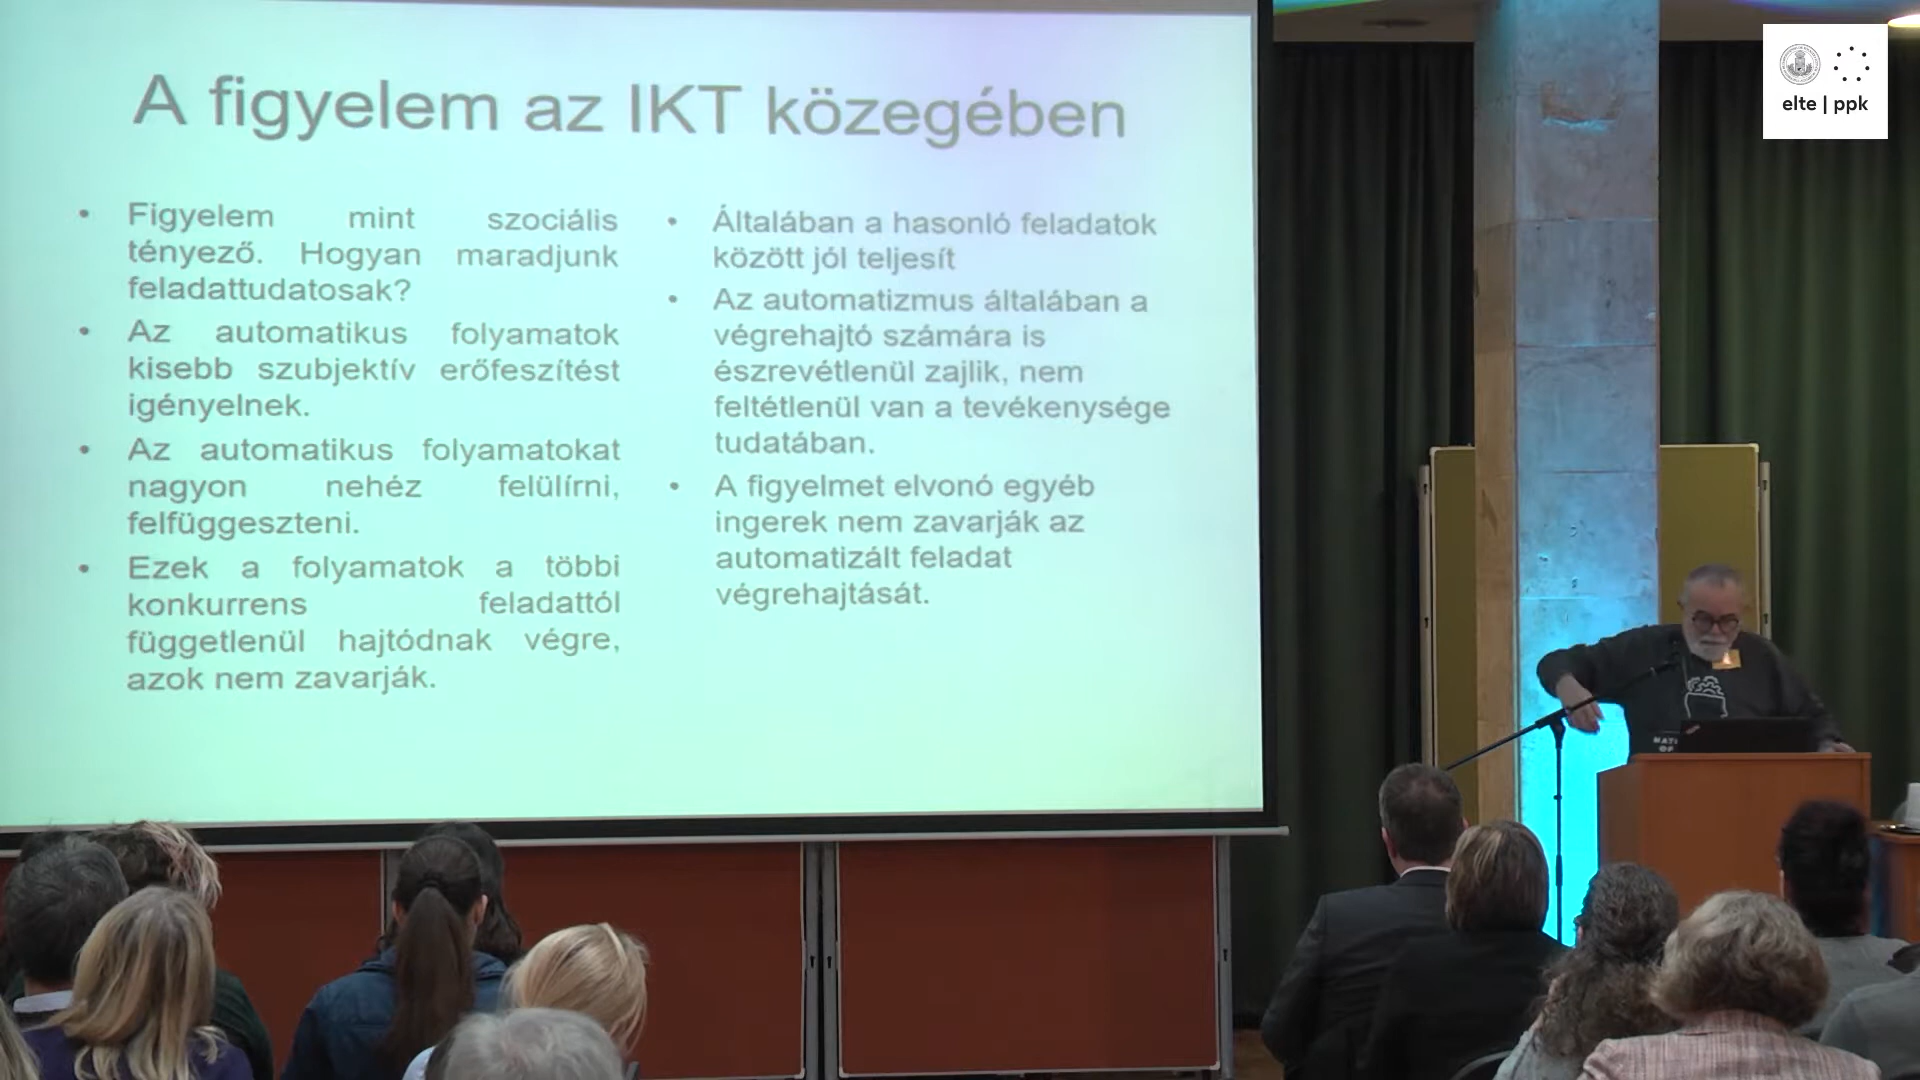 A figyelem az IKT közegében
• Figyelem mint szociális
tényező. Hogyan maradjunk
feladattudatosak?
• Az automatikus folyamatok
kisebb szubjektív erőfeszítést
igényelnek.
• Az automatikus folyamatokat
nagyon nehéz felülírni,
felfüggeszteni.
• Ezek a folyamatok a többi
konkurrens feladattól
függetlenül hajtódnak végre,
azok nem zavarják.
• Általában a hasonló feladatok
között jól teljesít
• Az automatizmus általában a
végrehajtó számára is
észrevétlenül zajlik, nem
feltétlenül van a tevékenysége
tudatában.
• A figyelmet elvonó egyéb
ingerek nem zavarják az
automatizált feladat
végrehajtását.
elte | ppk
OF